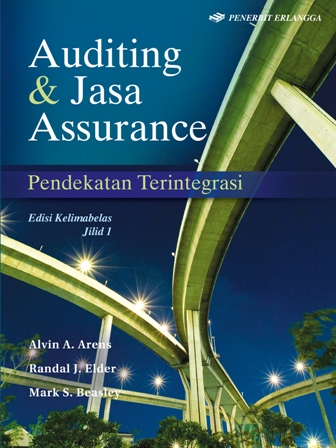 PENERBIT ERLANGGA
Auditing
& Jasa
Assurance
Pendekatan Terintegrasi
Edisi Kelimabelas
Jilid 1
Alvin A. Arens
Randal J. Elder
Mark S. Beasley